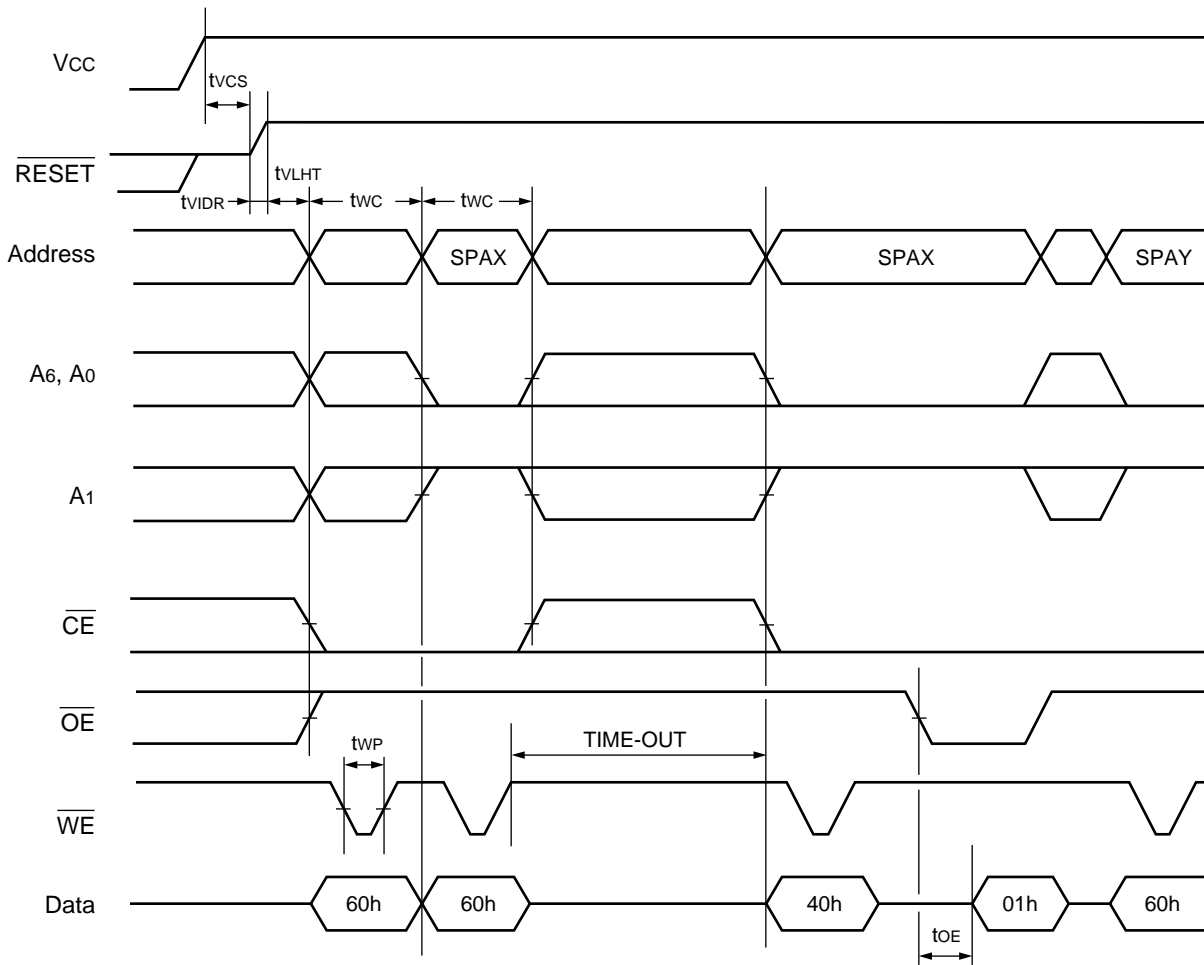 VCC
tVCS
RESET
tVLHT
tVIDR
tWC
tWC
Address
SPAX
SPAX
SPAY
A6, A0
A1
CE
OE
TIME-OUT
tWP
WE
Data
60h
60h
40h
01h
60h
tOE